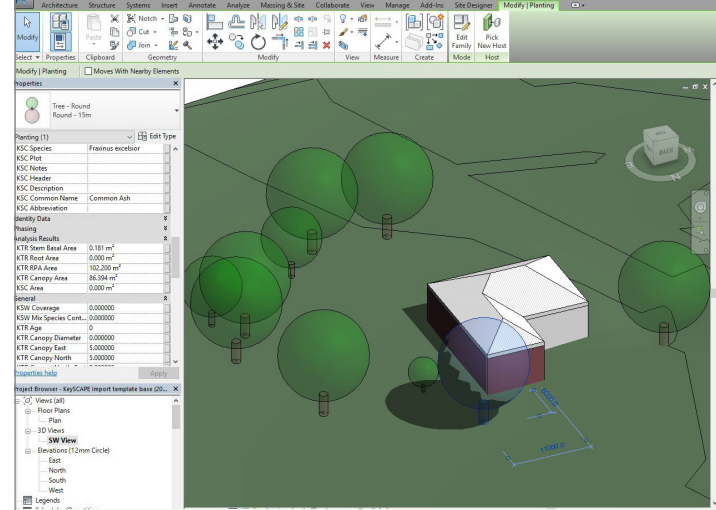 Architecture Structure Systems Insert Annotate Analyze Massing & Site Collaborate View Manage Add-Ins Site Designer Modify | Planting
Modify
Paste
Notch
Cut
Join
Edit Family
Pick New Host
Select Properties Clipboard Geometry Modify View Measure Create Mode Host
Modify | Planting Moves With Nearby Elements
Properties
Tree - Round
Round - 15m
Planting (1) Edit Type
KSC Species Fraxinus excelsior
KSC Plot
KSC Notes
KSC Header
KSC Description
KSC Common Name Common Ash
KSC Abbreviation
Identity Data
Phasing
Analysis Results
KTR Stem Basal Area 0.181 m²
KTR Root Area 0.000 m²
KTR RPA Area 102.200 m²
KTR Canopy Area 86.394 m²
KSC Area 0.000 m²
General
KSW Coverage 0.000000
KSW Mix Species Cont... 0.000000
KTR Age 0
KTR Canopy Diameter 0.000000
KTR Canopy East 5.000000
KTR Canopy North 5.000000
Properties help Apply
Project Browser - KeySCAPE Import template base (20...
Views (all)
Floor Plans
Plan
3D Views
SW View
Elevations (12mm Circle)
East
North
South
West
Legends
BACK
11000.0